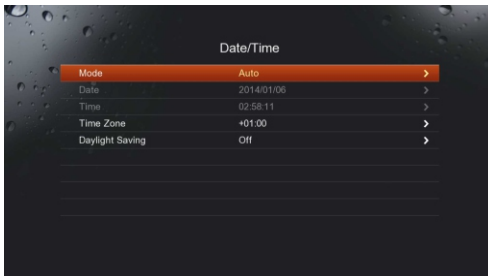 Date/Time
Mode Auto >
Date 2014/01/06 >
Time 02:58:11 >
Time Zone +01:00 >
Daylight Saving Off >